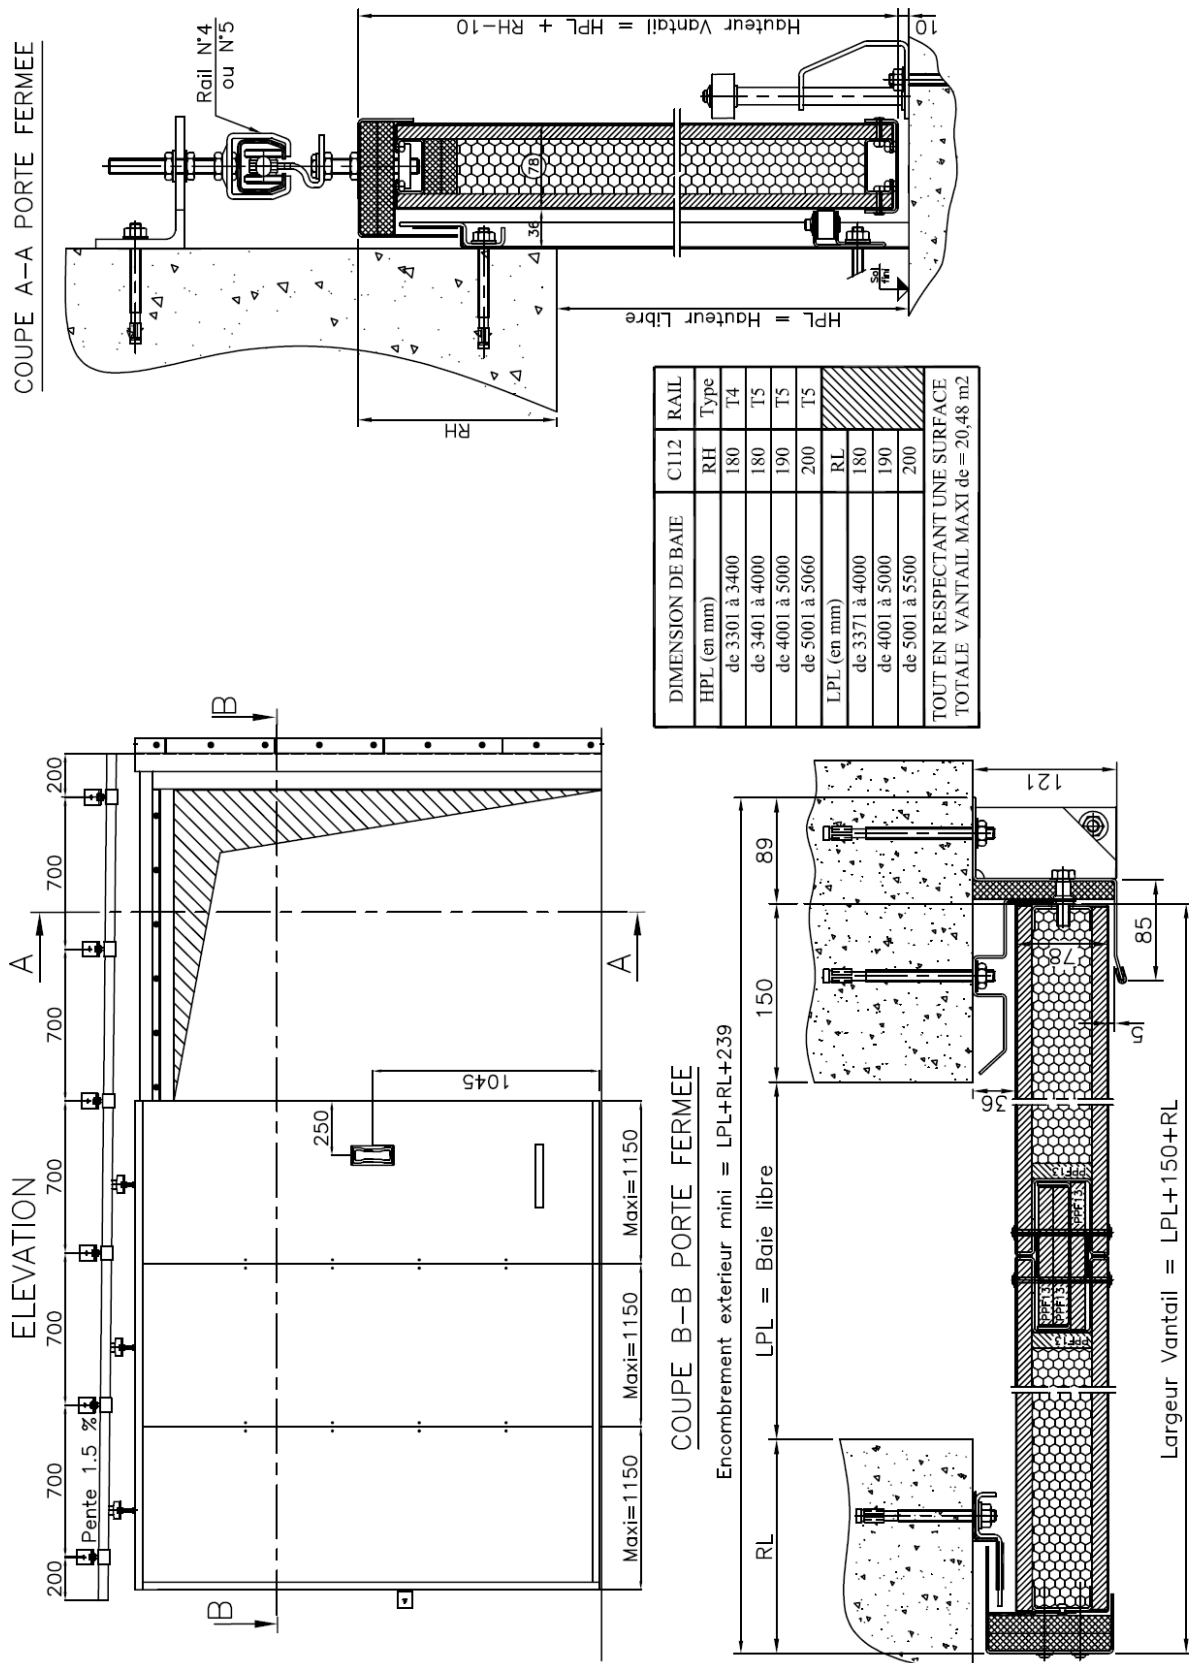 ELEVATION
200
700
700
700
700
700
200
Pente 1.5 %
A
A
B
B
250
1045
Maxi=1150
Maxi=1150
Maxi=1150
COUPE A-A PORTE FERMEE
Rail N°4
ou N°5
RH
HPL = Hauteur Libre
Hauteur Vantail = HPL + RH-10
10
36
78
Sol
fini
COUPE B-B PORTE FERMEE
Encombrement exterieur mini = LPL+RL+239
RL
LPL = Baie libre
150
89
121
85
78
5
36
PPF13
PPF13
PPF13
PPF13
PPF13
Largeur Vantail = LPL+150+RL
DIMENSION DE BAIE C112 RAIL
HPL (en mm) RH Type
de 3301 à 3400 180 T4
de 3401 à 4000 180 T5
de 4001 à 5000 190 T5
de 5001 à 5060 200 T5
LPL (en mm) RL
de 3371 à 4000 180
de 4001 à 5000 190
de 5001 à 5500 200
TOUT EN RESPECTANT UNE SURFACE
TOTALE VANTAIL MAXI de = 20,48 m2